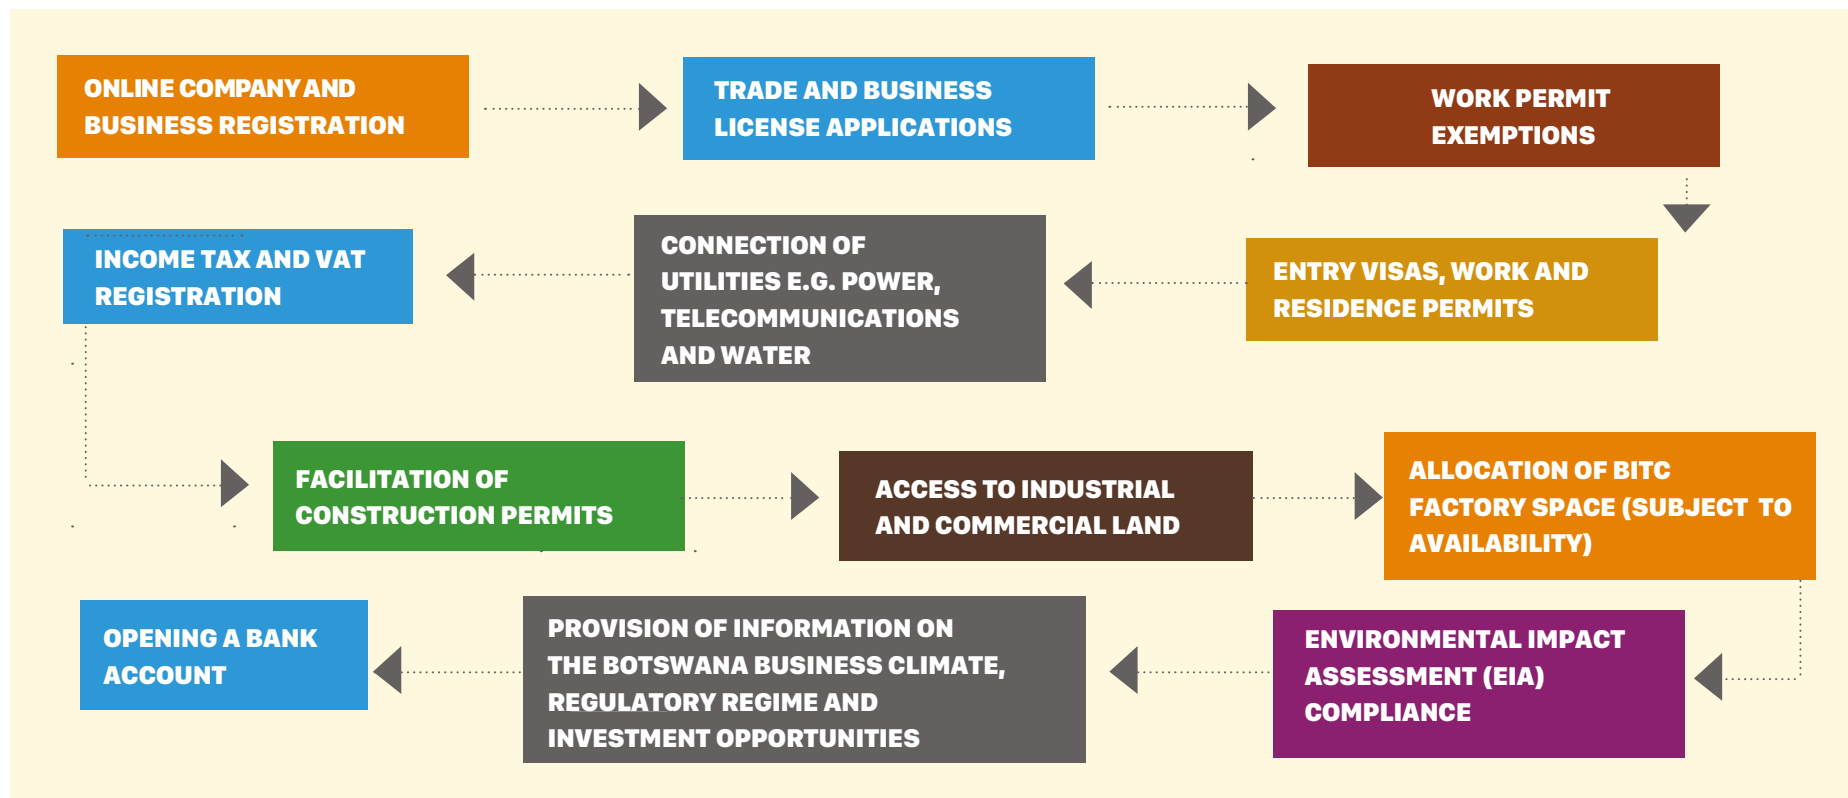 ONLINE COMPANY AND
BUSINESS REGISTRATION
TRADE AND BUSINESS
LICENSE APPLICATIONS
WORK PERMIT
EXEMPTIONS
ENTRY VISAS, WORK AND
RESIDENCE PERMITS
CONNECTION OF
UTILITIES E.G. POWER,
TELECOMMUNICATIONS
AND WATER
INCOME TAX AND VAT
REGISTRATION
FACILITATION OF
CONSTRUCTION PERMITS
ACCESS TO INDUSTRIAL
AND COMMERCIAL LAND
ALLOCATION OF BITC
FACTORY SPACE (SUBJECT TO
AVAILABILITY)
ENVIRONMENTAL IMPACT
ASSESSMENT (EIA)
COMPLIANCE
PROVISION OF INFORMATION ON
THE BOTSWANA BUSINESS CLIMATE,
REGULATORY REGIME AND
INVESTMENT OPPORTUNITIES
OPENING A BANK
ACCOUNT